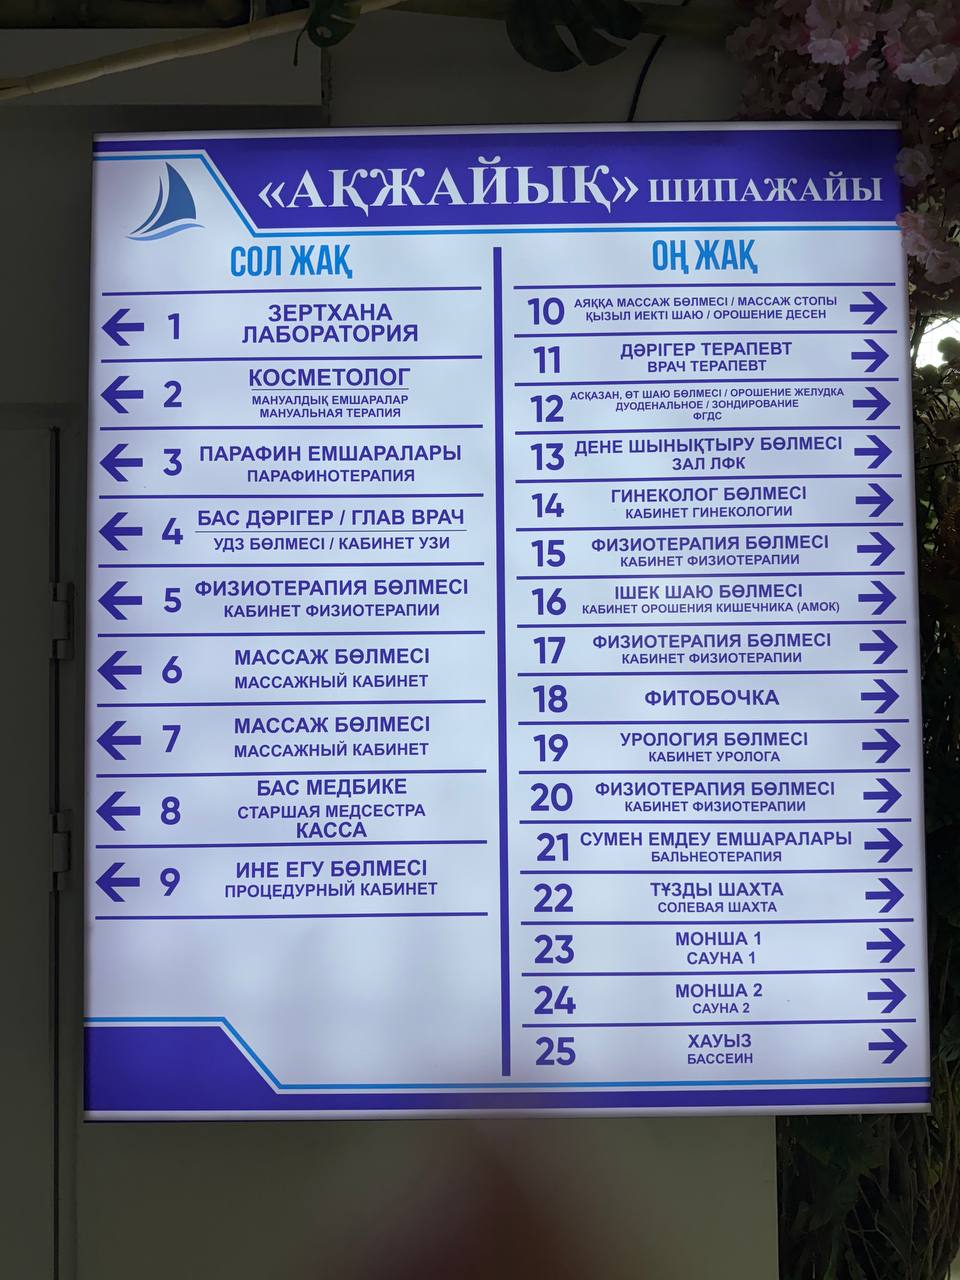 «АҚЖАЙЫҚ» ШИПАЖАЙЫ
СОЛ ЖАҚ
1 ЗЕРТХАНА
ЛАБОРАТОРИЯ
2 КОСМЕТОЛОГ
МАНУАЛДЫҚ ЕМШАРАЛАР
МАНУАЛЬНАЯ ТЕРАПИЯ
3 ПАРАФИН ЕМШАРАЛАРЫ
ПАРАФИНОТЕРАПИЯ
4 БАС ДӘРІГЕР / ГЛАВ ВРАЧ
УДЗ БӨЛМЕСІ / КАБИНЕТ УЗИ
5 ФИЗИОТЕРАПИЯ БӨЛМЕСІ
КАБИНЕТ ФИЗИОТЕРАПИИ
6 МАССАЖ БӨЛМЕСІ
МАССАЖНЫЙ КАБИНЕТ
7 МАССАЖ БӨЛМЕСІ
МАССАЖНЫЙ КАБИНЕТ
8 БАС МЕДБИКЕ
СТАРШАЯ МЕДСЕСТРА
КАССА
9 ИНЕ ЕГУ БӨЛМЕСІ
ПРОЦЕДУРНЫЙ КАБИНЕТ
ОҢ ЖАҚ
10 АЯҚҚА МАССАЖ БӨЛМЕСІ / МАССАЖ СТОПЫ
ҚЫЗЫЛ ИЕКТІ ШАЮ / ОРОШЕНИЕ ДЕСЕН
11 ДӘРІГЕР ТЕРАПЕВТ
ВРАЧ ТЕРАПЕВТ
12 АСҚАЗАН, ӨТ ШАЮ БӨЛМЕСІ / ОРОШЕНИЕ ЖЕЛУДКА
ДУОДЕНАЛЬНОЕ / ЗОНДИРОВАНИЕ
ФГДС
13 ДЕНЕ ШЫНЫҚТЫРУ БӨЛМЕСІ
ЗАЛ ЛФК
14 ГИНЕКОЛОГ БӨЛМЕСІ
КАБИНЕТ ГИНЕКОЛОГИИ
15 ФИЗИОТЕРАПИЯ БӨЛМЕСІ
КАБИНЕТ ФИЗИОТЕРАПИИ
16 ІШЕК ШАЮ БӨЛМЕСІ
КАБИНЕТ ОРОШЕНИЯ КИШЕЧНИКА (АМОК)
17 ФИЗИОТЕРАПИЯ БӨЛМЕСІ
КАБИНЕТ ФИЗИОТЕРАПИИ
18 ФИТОБОЧКА
19 УРОЛОГИЯ БӨЛМЕСІ
КАБИНЕТ УРОЛОГА
20 ФИЗИОТЕРАПИЯ БӨЛМЕСІ
КАБИНЕТ ФИЗИОТЕРАПИИ
21 СУМЕН ЕМДЕУ ЕМШАРАЛАРЫ
БАЛЬНЕОТЕРАПИЯ
22 ТҰЗДЫ ШАХТА
СОЛЕВАЯ ШАХТА
23 МОНША 1
САУНА 1
24 МОНША 2
САУНА 2
25 ХАУЫЗ
БАССЕИН